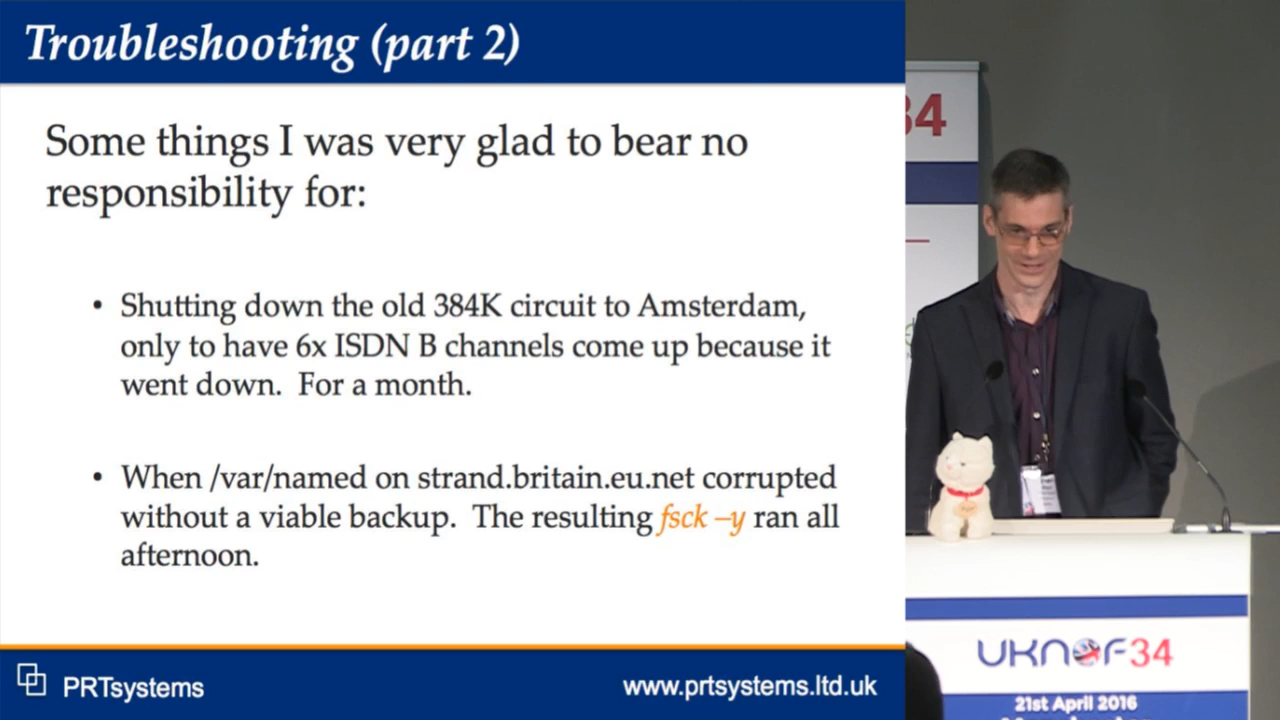 Troubleshooting (part 2)
Some things I was very glad to bear no
responsibility for:
• Shutting down the old 384K circuit to Amsterdam,
only to have 6x ISDN B channels come up because it
went down. For a month.
• When /var/named on strand.britain.eu.net corrupted
without a viable backup. The resulting fsck –y ran all
afternoon.
PRTsystems
www.prtsystems.ltd.uk
34
UKNOF34
21st April 2016